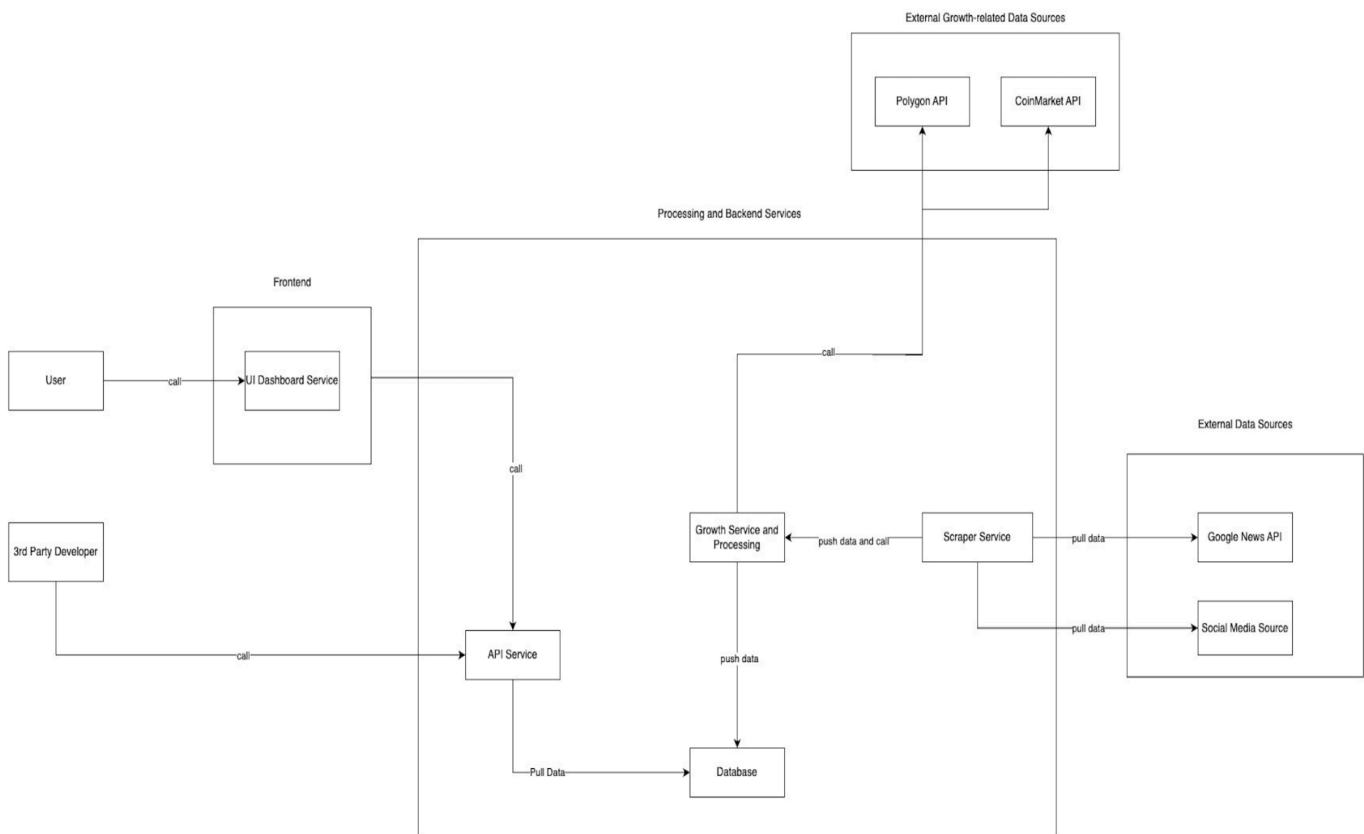 External Growth-related Data Sources
Polygon API
CoinMarket API
Processing and Backend Services
Frontend
call
User
call
UI Dashboard Service
External Data Sources
call
3rd Party Developer
Growth Service and
Processing
push data and call
Scraper Service
pull data
Google News API
Social Media Source
pull data
API Service
call
push data
Pull Data
Database